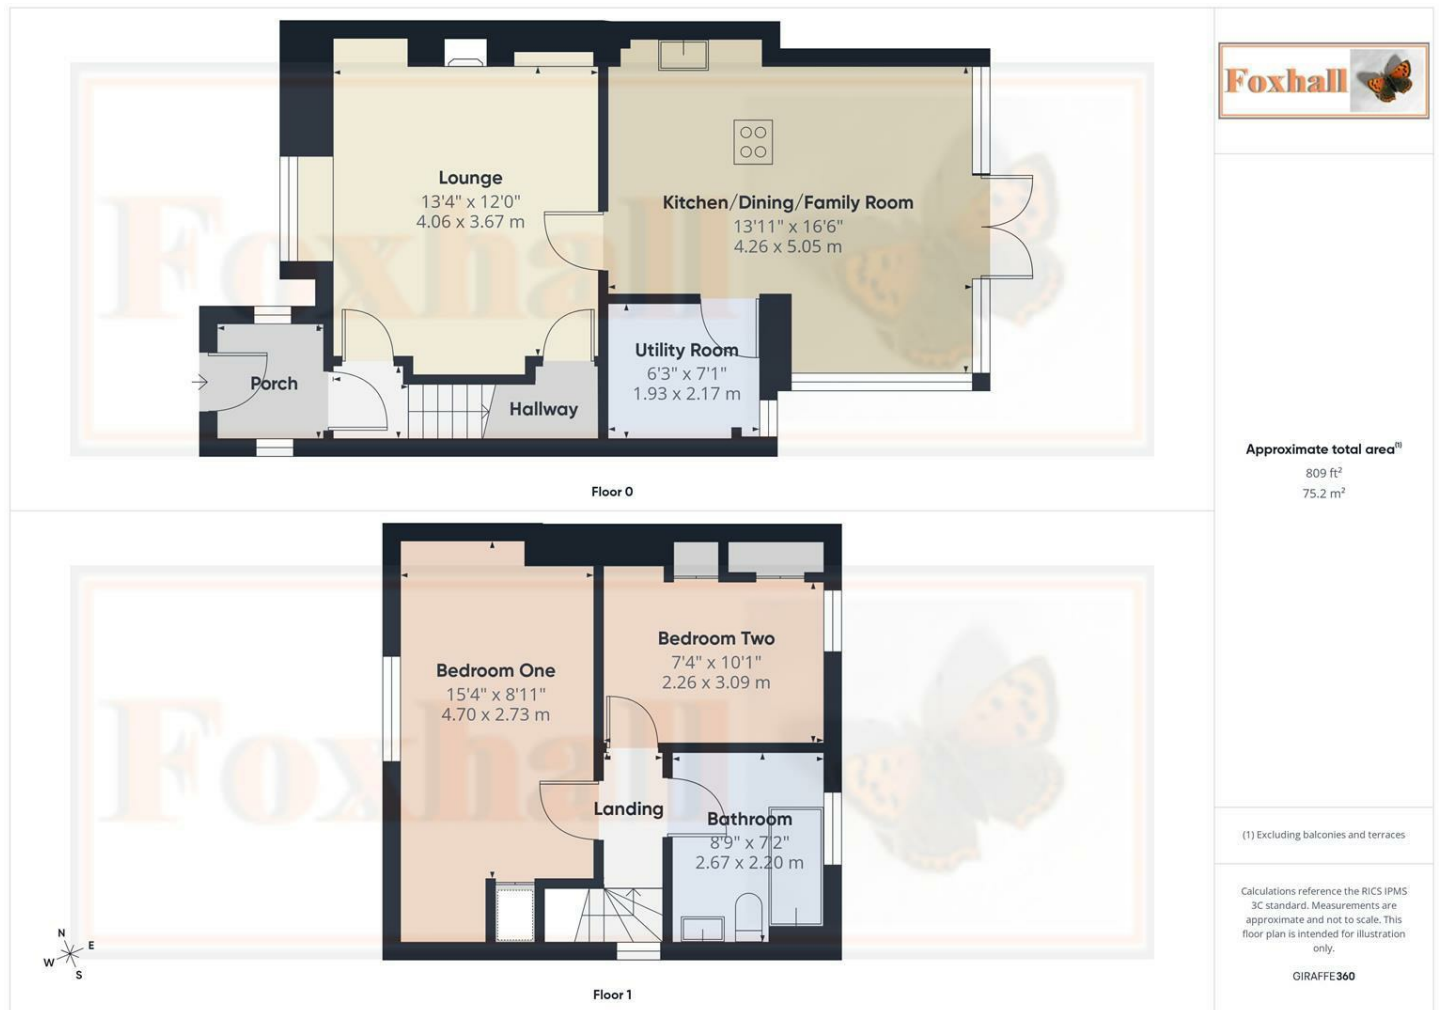 Foxhall
Lounge
13'4" x 12'0"
4.06 x 3.67 m
Kitchen/Dining/Family Room
13'11" x 16'6"
4.26 x 5.05 m
Foxhall
Utility Room
6'3" x 7'1"
1.93 x 2.17 m
Porch
Hallway
Floor 0
Approximate total area(1)
809 ft²
75.2 m²
Bedroom One
15'4" x 8'11"
4.70 x 2.73 m
Bedroom Two
7'4" x 10'1"
2.26 x 3.09 m
Foxhall
Landing
Bathroom
8'9" x 7'2"
2.67 x 2.20 m
N
E
W
S
Floor 1
(1) Excluding balconies and terraces
Calculations reference the RICS IPMS
3C standard. Measurements are
approximate and not to scale. This
floor plan is intended for illustration
only.
GIRAFFE360